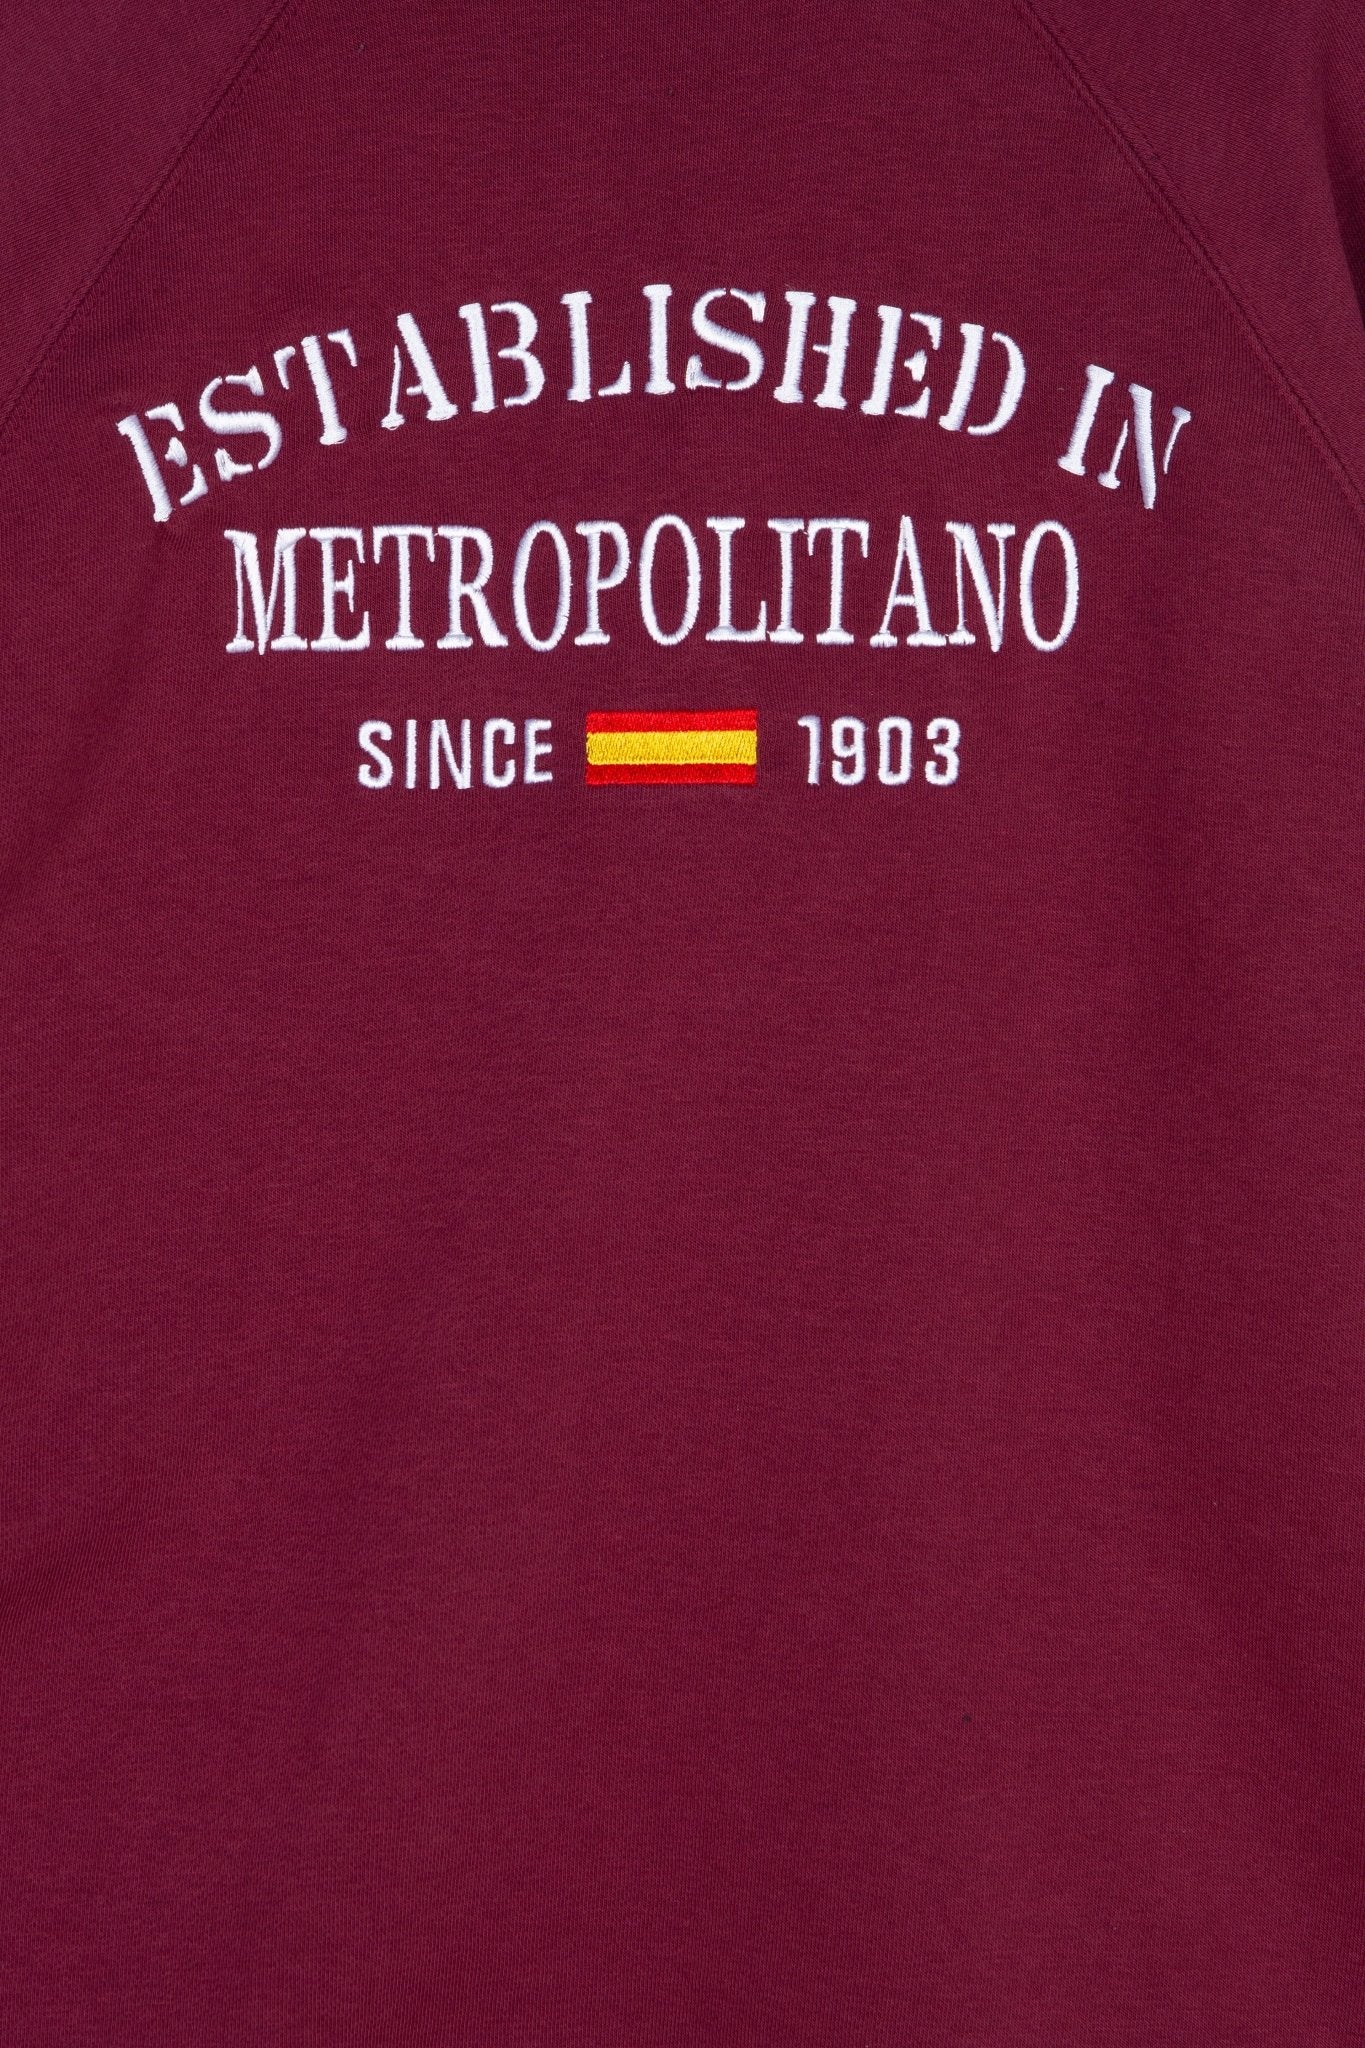 ESTABLISHED IN
METROPOLITANO
SINCE 1903